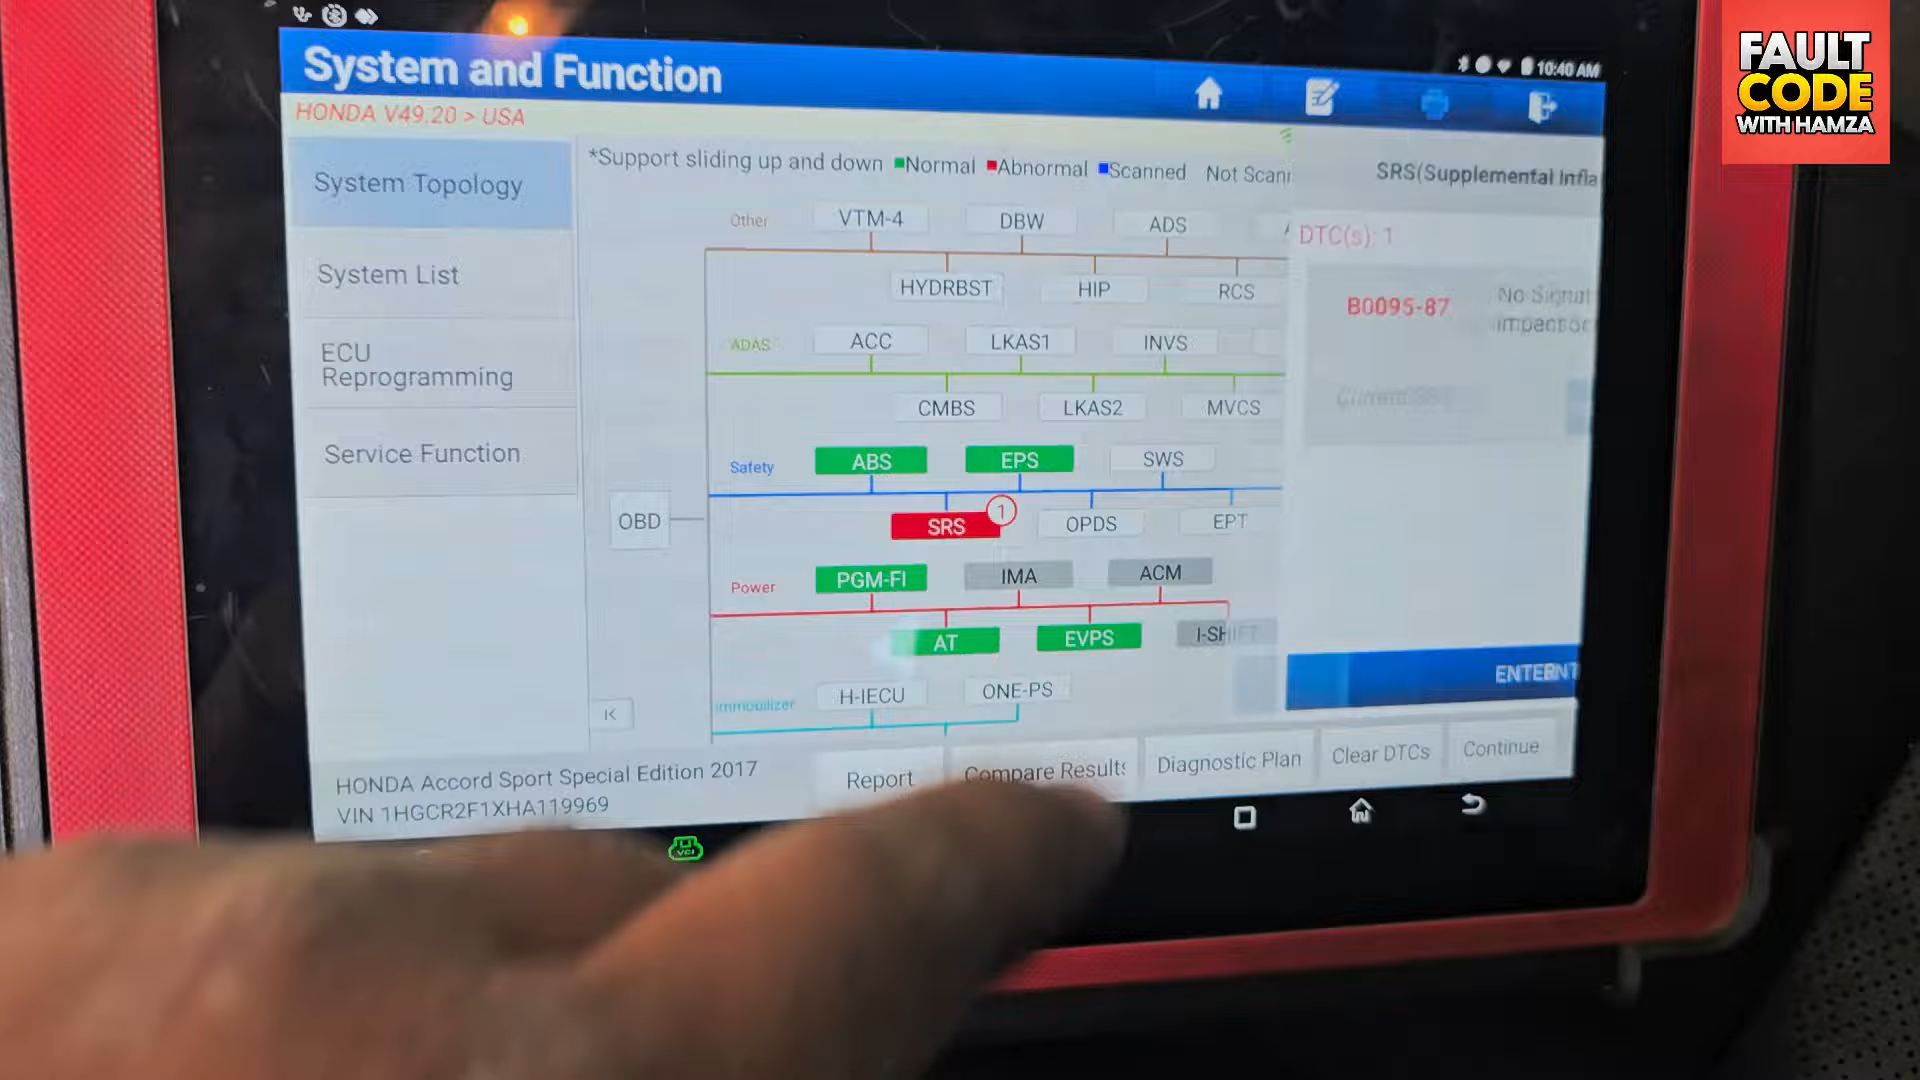 FAULT
CODE
WITH HAMZA
10:40 AM
System and Function
HONDA V49.20 > USA
System Topology
System List
ECU
Reprogramming
Service Function
*Support sliding up and down Normal Abnormal Scanned Not Scan
Other VTM-4 DBW ADS
HYDRBST HIP RCS
ADAS ACC LKAS1 INVS
CMBS LKAS2 MVCS
Safety ABS EPS SWS
OBD
SRS 1 OPDS EPT
Power PGM-FI IMA ACM
AT EVPS I-SHIFT
Immobilizer H-IECU ONE-PS
SRS(Supplemental Infla
DTC(s): 1
B0095-87 No Signal
ENTER
HONDA Accord Sport Special Edition 2017
VIN 1HGCR2F1XHA119969
Report Compare Results Diagnostic Plan Clear DTCs Continue
VCI